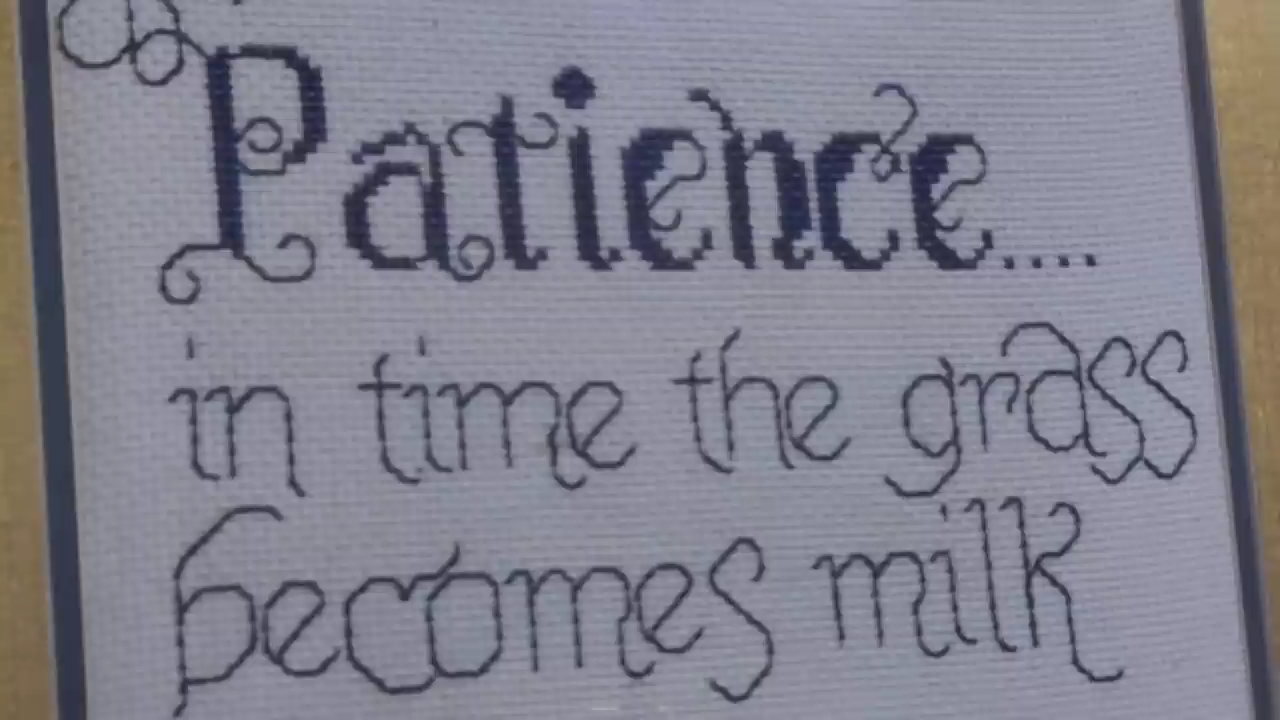 Patience....
in time the grass
becomes milk